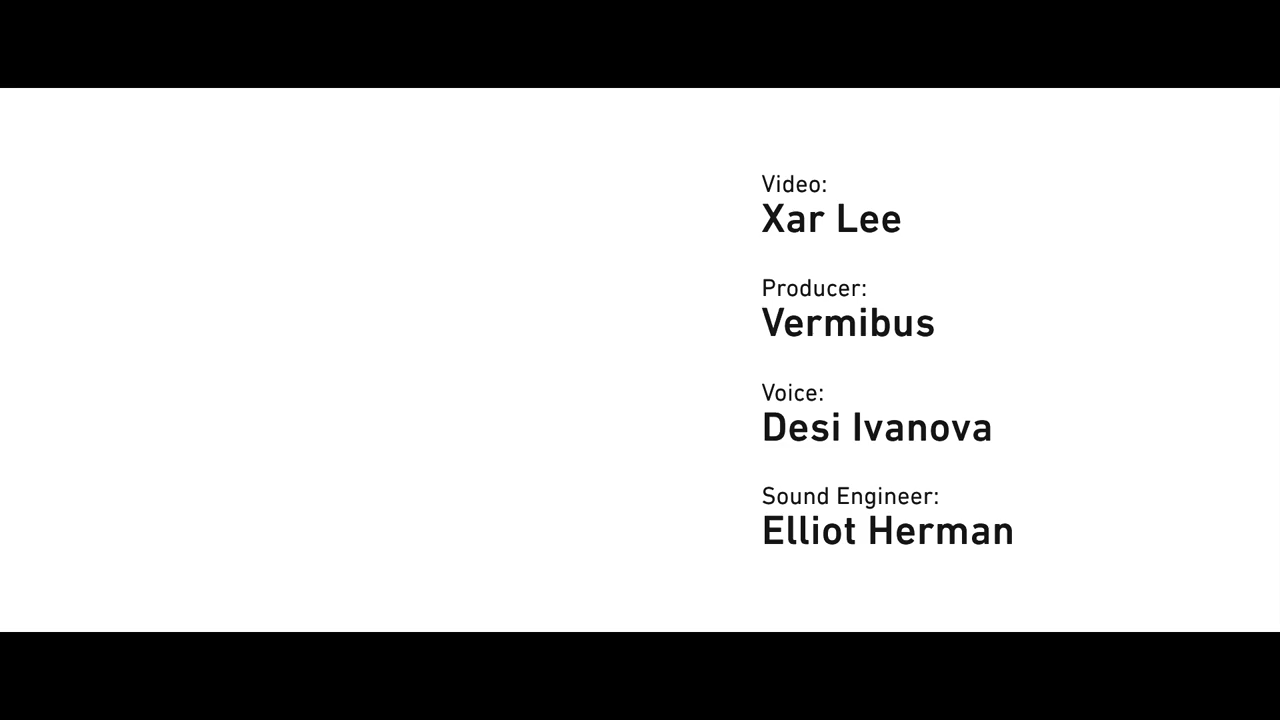 Video:
Xar Lee
Producer:
Vermibus
Voice:
Desi Ivanova
Sound Engineer:
Elliot Herman